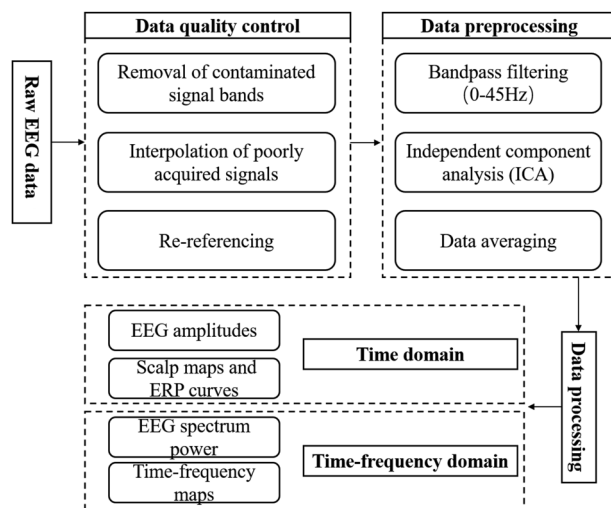 Raw EEG data
Data quality control
Removal of contaminated
signal bands
Interpolation of poorly
acquired signals
Re-referencing
Data preprocessing
Bandpass filtering
(0-45Hz)
Independent component
analysis (ICA)
Data averaging
Data processing
EEG amplitudes
Scalp maps and
ERP curves
Time domain
EEG spectrum
power
Time-frequency
maps
Time-frequency domain